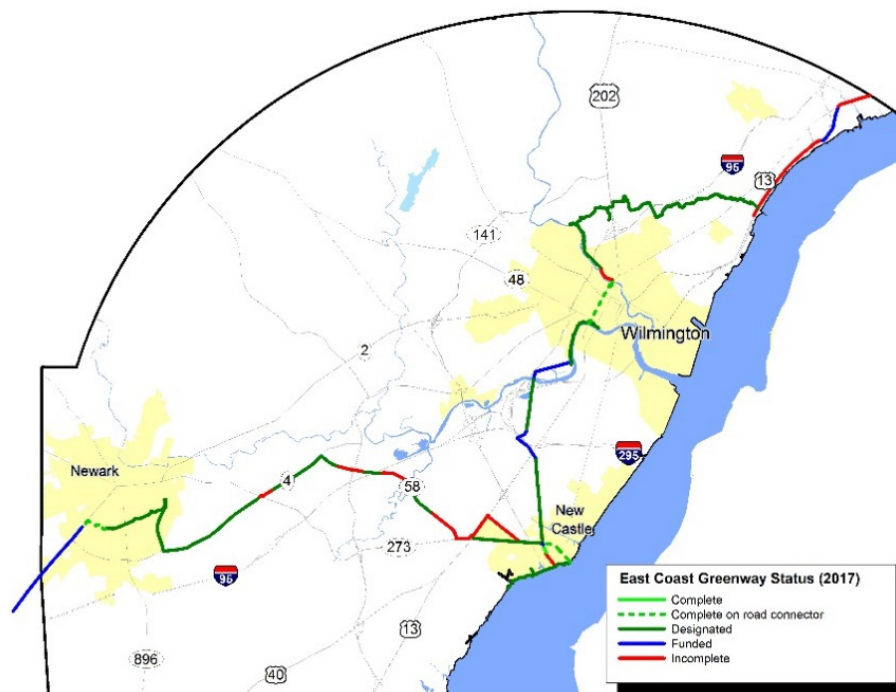 202
95
13
141
48
Wilmington
2
295
Newark
4
58
New
Castle
273
95
13
896
40
East Coast Greenway Status (2017)
Complete
Complete on road connector
Designated
Funded
Incomplete